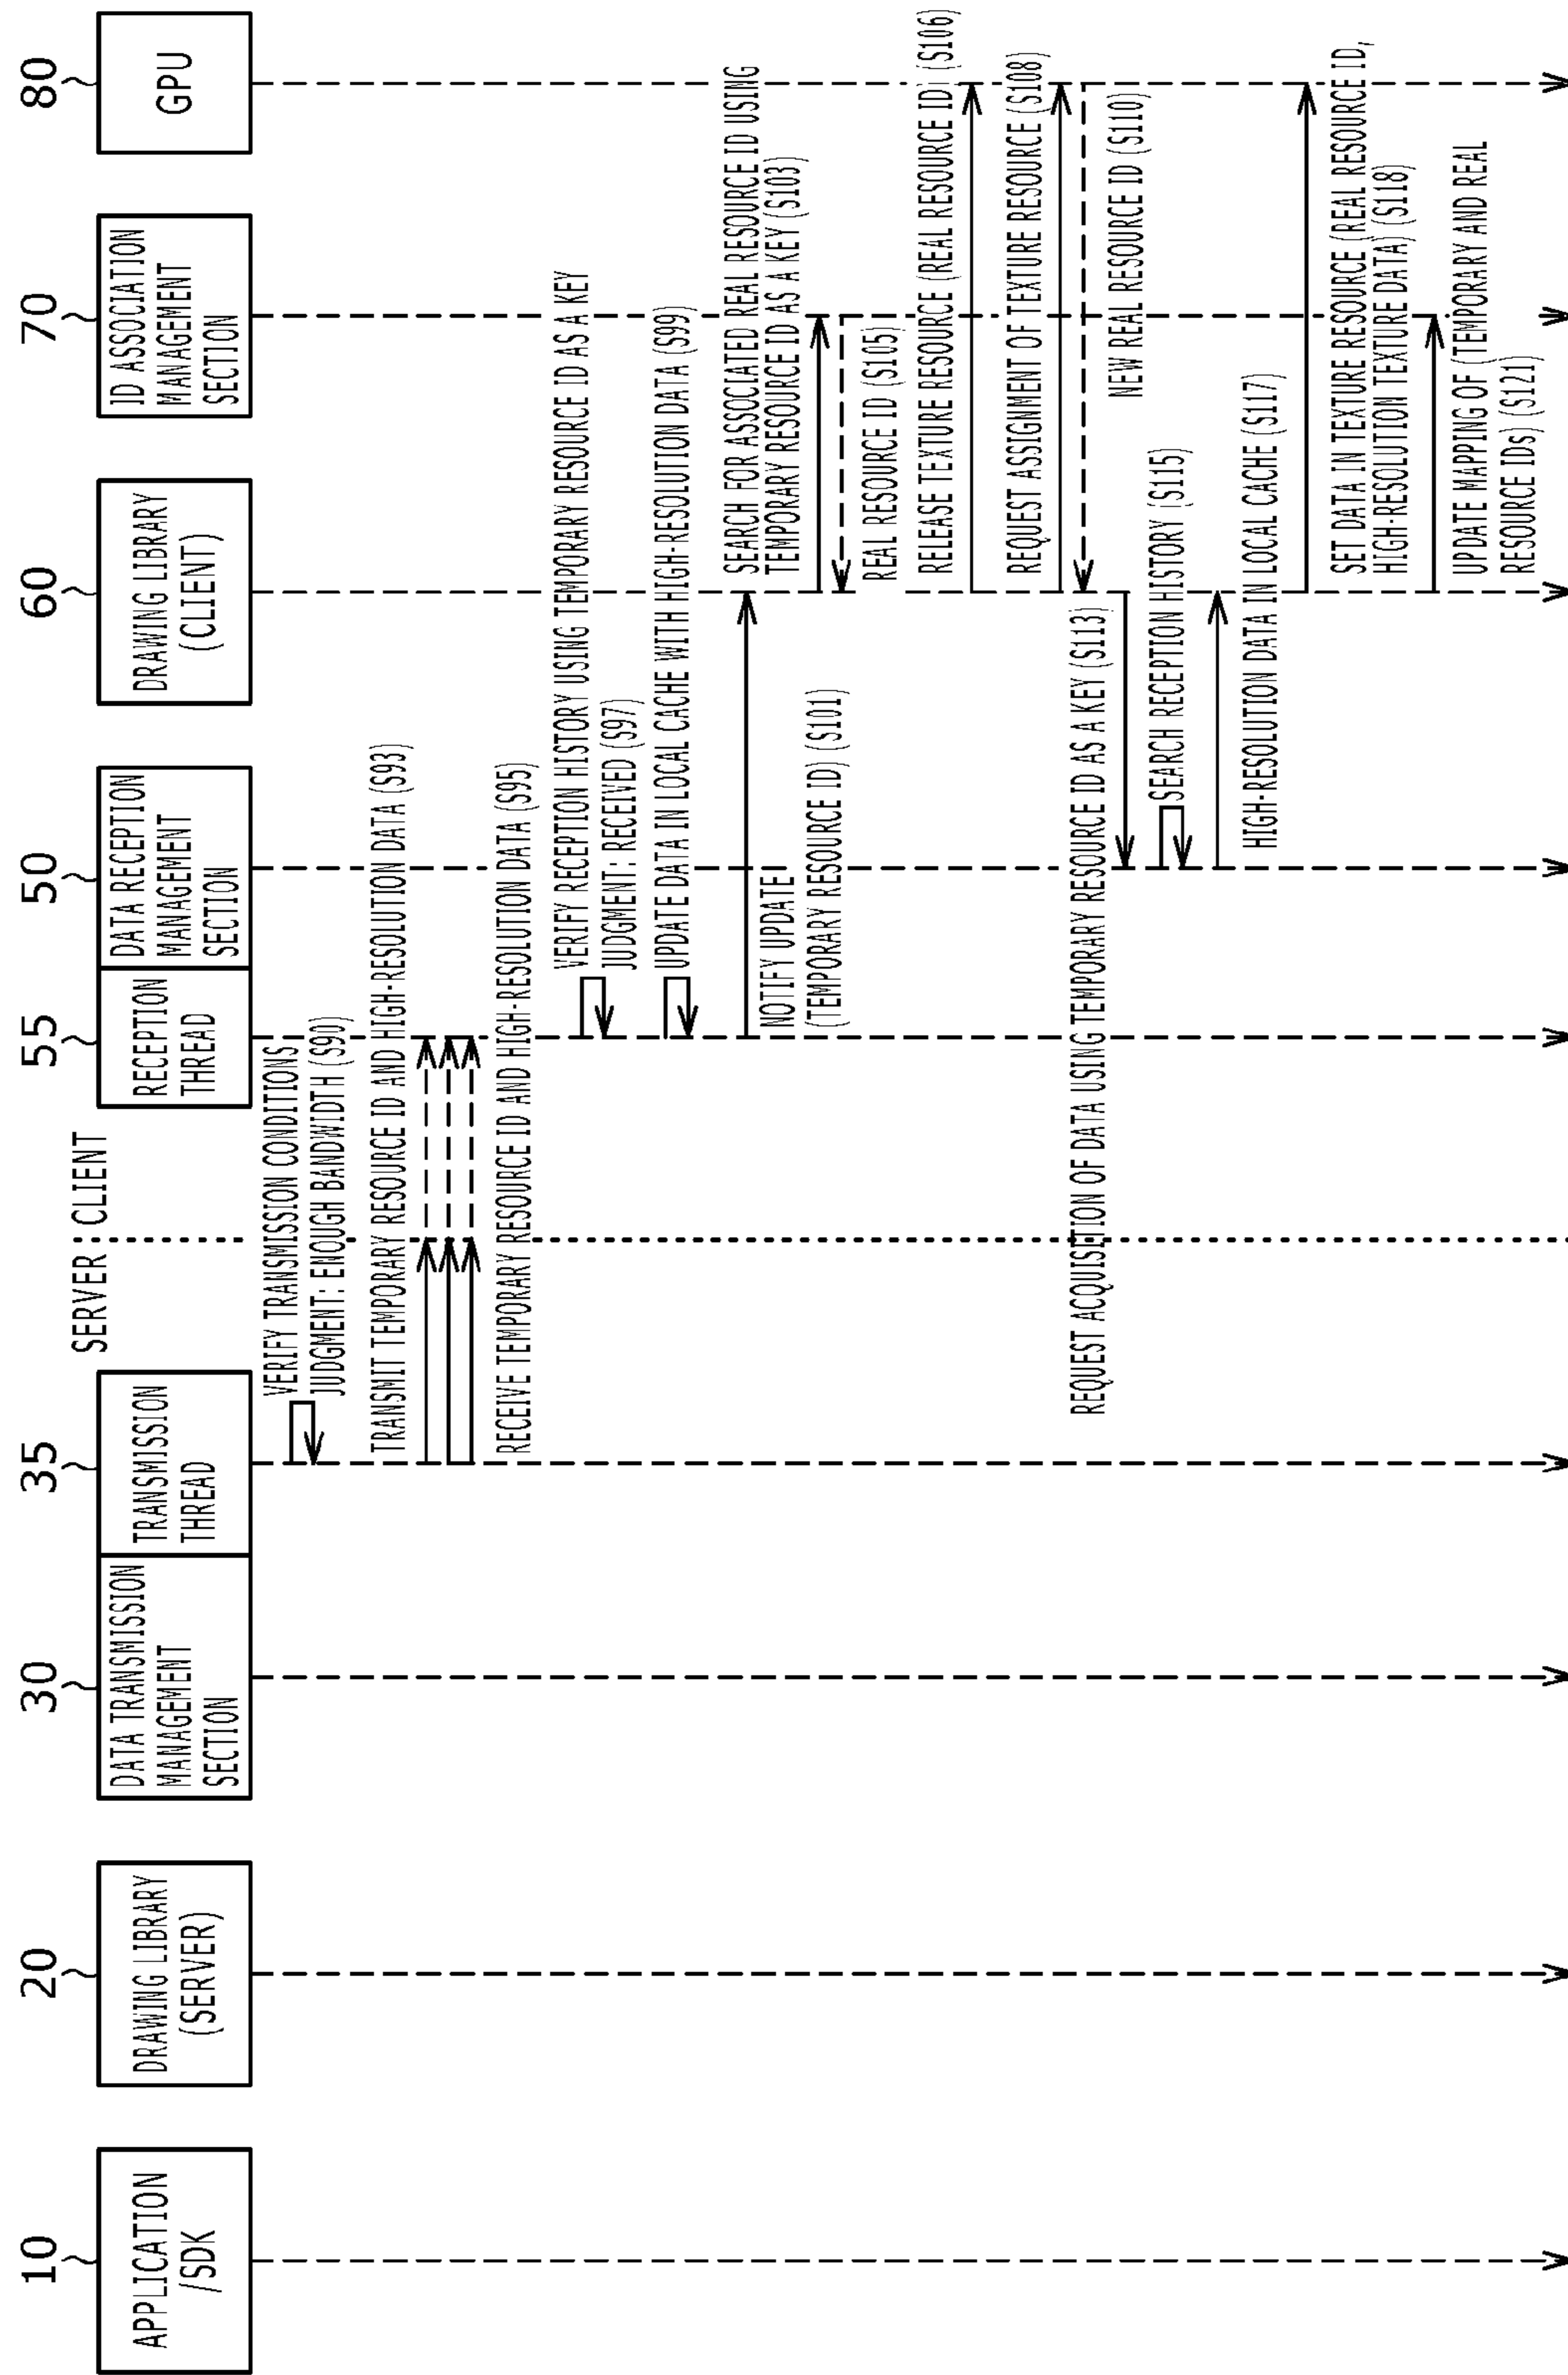 10
APPLICATION
/SDK
20
DRAWING LIBRARY
(SERVER)
30
DATA TRANSMISSION
MANAGEMENT
SECTION
35
TRANSMISSION
THREAD
SERVER
CLIENT
55
RECEPTION
THREAD
50
DATA RECEPTION
MANAGEMENT
SECTION
60
DRAWING LIBRARY
(CLIENT)
70
ID ASSOCIATION
MANAGEMENT
SECTION
80
GPU
VERIFY TRANSMISSION CONDITIONS
JUDGMENT: ENOUGH BANDWIDTH (S90)
TRANSMIT TEMPORARY RESOURCE ID AND HIGH-RESOLUTION DATA (S93)
RECEIVE TEMPORARY RESOURCE ID AND HIGH-RESOLUTION DATA (S95)
VERIFY RECEPTION HISTORY USING TEMPORARY RESOURCE ID AS A KEY
JUDGMENT: RECEIVED (S97)
UPDATE DATA IN LOCAL CACHE WITH HIGH-RESOLUTION DATA (S99)
NOTIFY UPDATE
(TEMPORARY RESOURCE ID) (S101)
SEARCH FOR ASSOCIATED REAL RESOURCE ID USING
TEMPORARY RESOURCE ID AS A KEY (S103)
REAL RESOURCE ID (S105)
RELEASE TEXTURE RESOURCE (REAL RESOURCE ID) (S106)
REQUEST ASSIGNMENT OF TEXTURE RESOURCE (S108)
NEW REAL RESOURCE ID (S110)
REQUEST ACQUISITION OF DATA USING TEMPORARY RESOURCE ID AS A KEY (S113)
SEARCH RECEPTION HISTORY (S115)
HIGH-RESOLUTION DATA IN LOCAL CACHE (S117)
SET DATA IN TEXTURE RESOURCE (REAL RESOURCE ID,
HIGH-RESOLUTION TEXTURE DATA) (S118)
UPDATE MAPPING OF (TEMPORARY AND REAL
RESOURCE IDs) (S121)